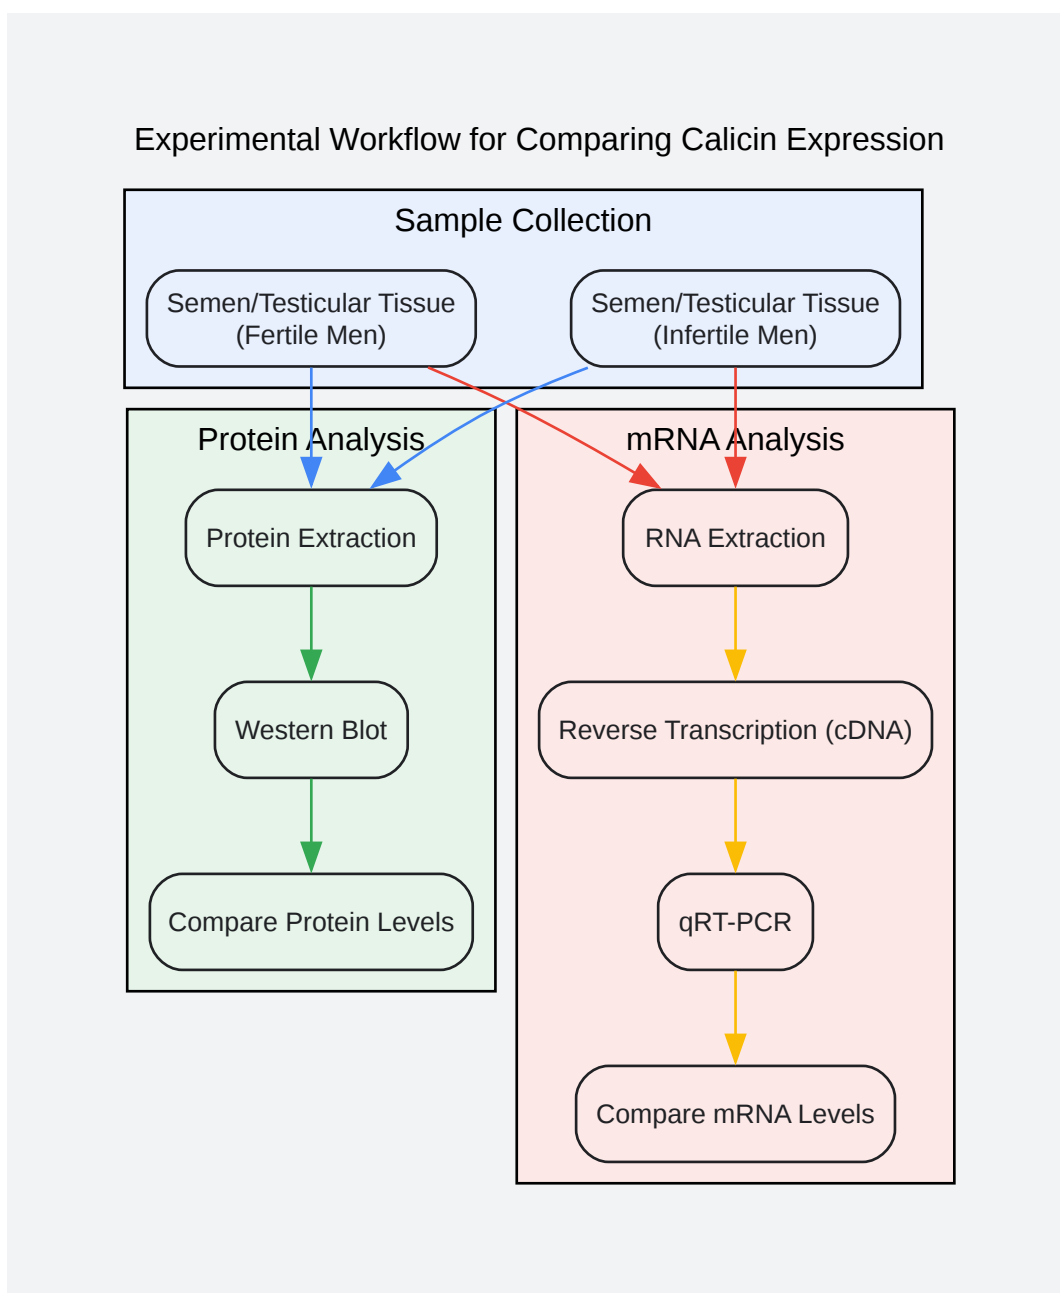 Experimental Workflow for Comparing Calicin Expression
Sample Collection
Semen/Testicular Tissue
(Fertile Men)
Semen/Testicular Tissue
(Infertile Men)
Protein Analysis
Protein Extraction
Western Blot
Compare Protein Levels
mRNA Analysis
RNA Extraction
Reverse Transcription (cDNA)
qRT-PCR
Compare mRNA Levels